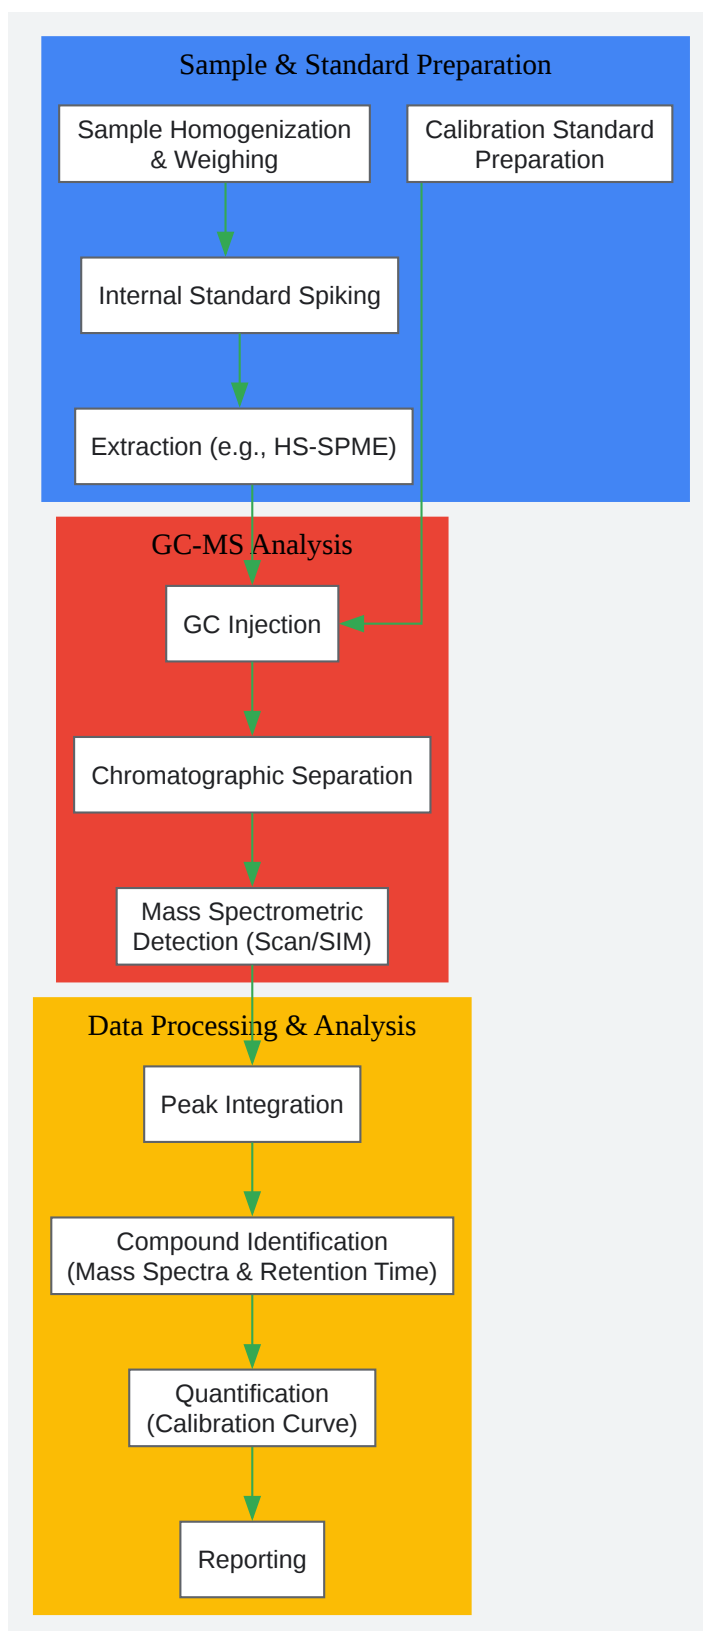 Sample & Standard Preparation
Sample Homogenization
& Weighing
Calibration Standard
Preparation
Internal Standard Spiking
Extraction (e.g., HS-SPME)
GC-MS Analysis
GC Injection
Chromatographic Separation
Mass Spectrometric
Detection (Scan/SIM)
Data Processing & Analysis
Peak Integration
Compound Identification
(Mass Spectra & Retention Time)
Quantification
(Calibration Curve)
Reporting